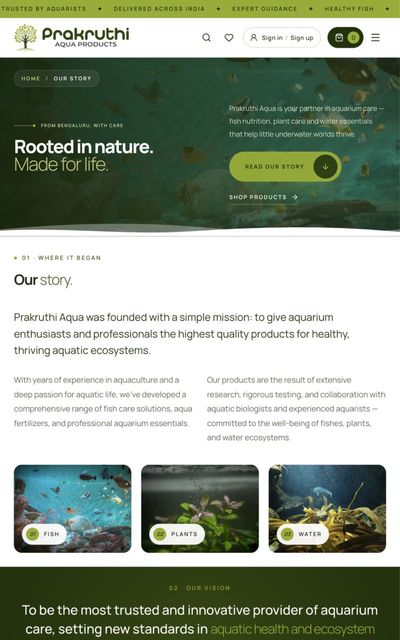 TRUSTED BY AQUARISTS ✦ DELIVERED ACROSS INDIA ✦ EXPERT GUIDANCE ✦ HEALTHY FISH ✦
Prakruthi
AQUA PRODUCTS
Sign in / Sign up
0
HOME / OUR STORY
FROM BENGALURU, WITH CARE
Rooted in nature.
Made for life.
Prakruthi Aqua is your partner in aquarium care —
fish nutrition, plant care and water essentials
that help little underwater worlds thrive.
READ OUR STORY
SHOP PRODUCTS →
01 · WHERE IT BEGAN
Our story.
Prakruthi Aqua was founded with a simple mission: to give aquarium
enthusiasts and professionals the highest quality products for healthy,
thriving aquatic ecosystems.
With years of experience in aquaculture and a
deep passion for aquatic life, we've developed a
comprehensive range of fish care solutions, aqua
fertilizers, and professional aquarium essentials.
Our products are the result of extensive
research, rigorous testing, and collaboration with
aquatic biologists and experienced aquarists —
committed to the well-being of fishes, plants,
and water ecosystems.
01 FISH
02 PLANTS
03 WATER
02 · OUR VISION
To be the most trusted and innovative provider of aquarium
care, setting new standards in aquatic health and ecosystem